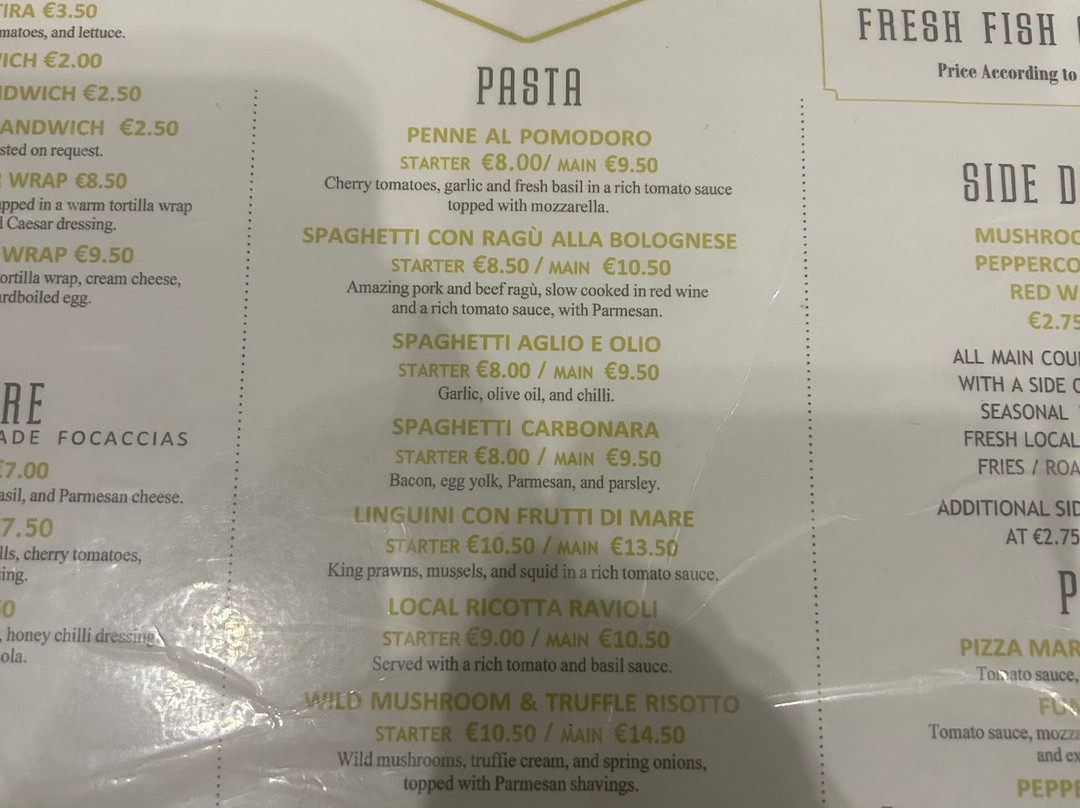 TIRA €3.50
matoes, and lettuce.
ICH €2.00
DWICH €2.50
ANDWICH €2.50
sted on request.
WRAP €8.50
pped in a warm tortilla wrap
Caesar dressing.
WRAP €9.50
ortilla wrap, cream cheese,
rdboiled egg.
RE
ADE FOCACCIAS
€7.00
asil, and Parmesan cheese.
7.50
lls, cherry tomatoes,
ing.
0
, honey chilli dressing
ola.
PASTA
PENNE AL POMODORO
STARTER €8.00/ MAIN €9.50
Cherry tomatoes, garlic and fresh basil in a rich tomato sauce
topped with mozzarella.
SPAGHETTI CON RAGÙ ALLA BOLOGNESE
STARTER €8.50 / MAIN €10.50
Amazing pork and beef ragù, slow cooked in red wine
and a rich tomato sauce, with Parmesan.
SPAGHETTI AGLIO E OLIO
STARTER €8.00 / MAIN €9.50
Garlic, olive oil, and chilli.
SPAGHETTI CARBONARA
STARTER €8.00 / MAIN €9.50
Bacon, egg yolk, Parmesan, and parsley.
LINGUINI CON FRUTTI DI MARE
STARTER €10.50 / MAIN €13.50
King prawns, mussels, and squid in a rich tomato sauce.
LOCAL RICOTTA RAVIOLI
STARTER €9.00 / MAIN €10.50
Served with a rich tomato and basil sauce.
WILD MUSHROOM & TRUFFLE RISOTTO
STARTER €10.50 / MAIN €14.50
Wild mushrooms, truffle cream, and spring onions,
topped with Parmesan shavings.
FRESH FISH
Price According to
SIDE D
MUSHROO
PEPPERCO
RED W
€2.75
ALL MAIN COU
WITH A SIDE O
SEASONAL
FRESH LOCAL
FRIES / ROA
ADDITIONAL SID
AT €2.75
P
PIZZA MAR
Tomato sauce,
FUN
Tomato sauce, mozza
and ex
PEPPE